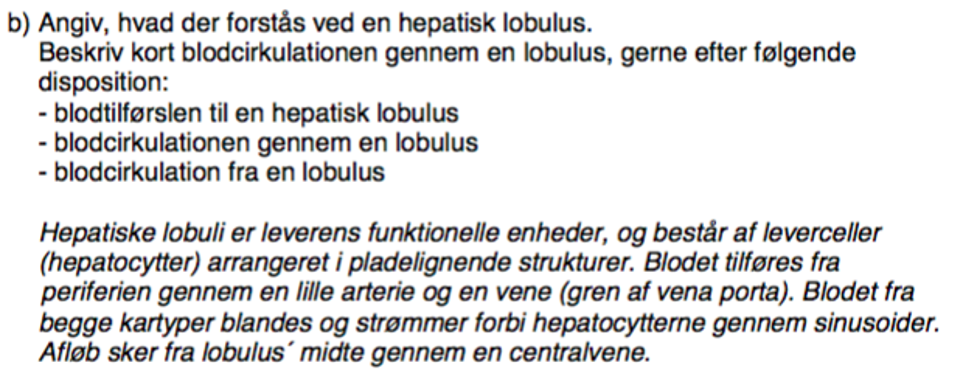 b) Angiv, hvad der forstås ved en hepatisk lobulus.
Beskriv kort blodcirkulationen gennem en lobulus, gerne efter følgende
disposition:
- blodtilførslen til en hepatisk lobulus
- blodcirkulationen gennem en lobulus
- blodcirkulation fra en lobulus
Hepatiske lobuli er leverens funktionelle enheder, og består af leverceller
(hepatocytter) arrangeret i pladelignende strukturer. Blodet tilføres fra
periferien gennem en lille arterie og en vene (gren af vena porta). Blodet fra
begge kartyper blandes og strømmer forbi hepatocytterne gennem sinusoider.
Afløb sker fra lobulus´ midte gennem en centralvene.